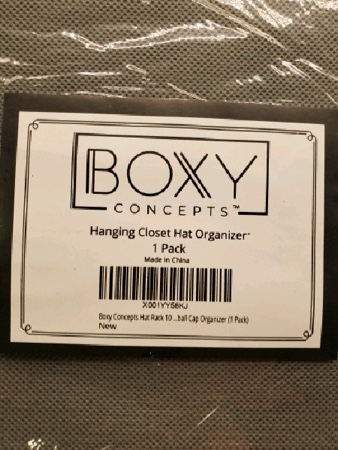 BOXY
CONCEPTS™
Hanging Closet Hat Organizer
1 Pack
Made in China
X001YY56KJ
Boxy Concepts Hat Rack 10 ...ball Cap Organizer (1 Pack)
New